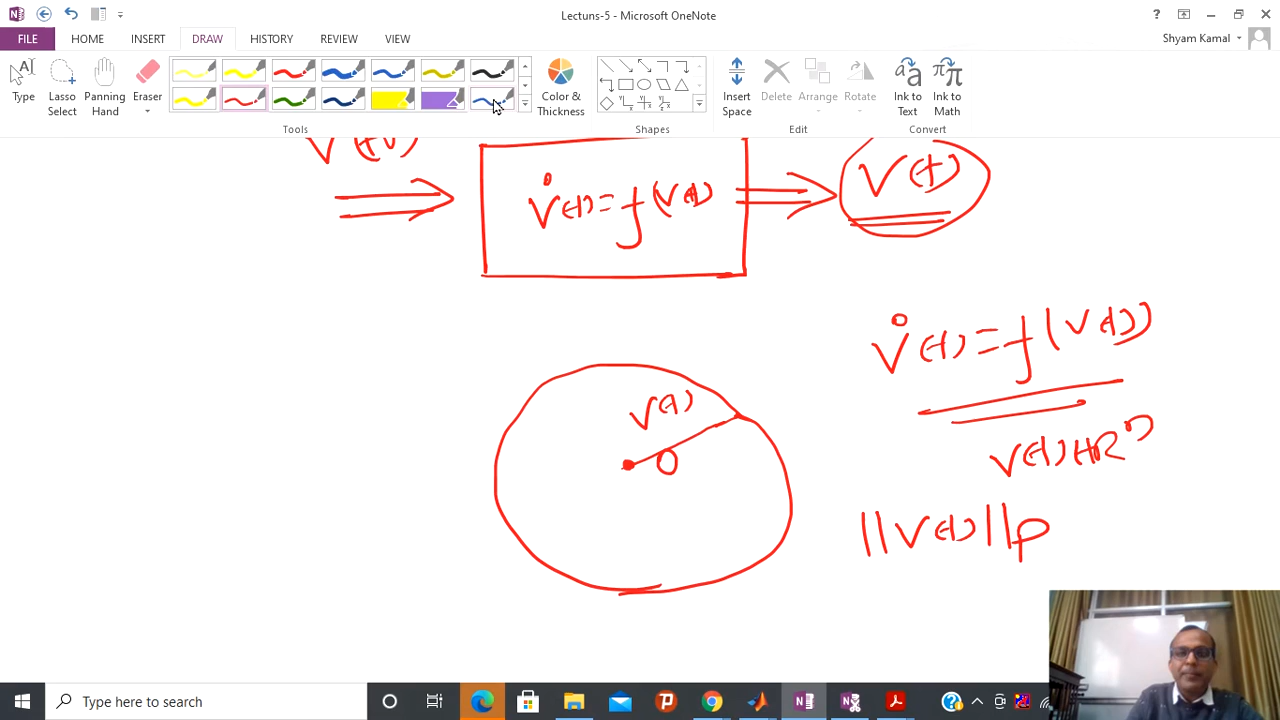 Lectuns-5 - Microsoft OneNote
FILE HOME INSERT DRAW HISTORY REVIEW VIEW Shyam Kamal
Type Lasso Select Panning Hand Eraser Color & Thickness Insert Space Delete Arrange Rotate Ink to Text Ink to Math
Tools Shapes Edit Convert
V̇(t) = f(V(t)) V(t)
V̇(t) = f(V(t))
V(t)
0
V(t) ∈ ℝⁿ
||V(t)||p
Type here to search